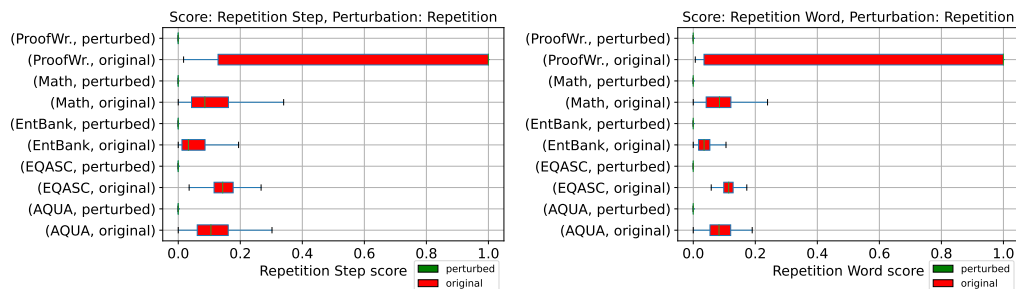 Score: Repetition Step, Perturbation: Repetition
(ProofWr., perturbed)
(ProofWr., original)
(Math, perturbed)
(Math, original)
(EntBank, perturbed)
(EntBank, original)
(EQASC, perturbed)
(EQASC, original)
(AQUA, perturbed)
(AQUA, original)
0.0 0.2 0.4 0.6 0.8 1.0
Repetition Step score
perturbed
original
Score: Repetition Word, Perturbation: Repetition
(ProofWr., perturbed)
(ProofWr., original)
(Math, perturbed)
(Math, original)
(EntBank, perturbed)
(EntBank, original)
(EQASC, perturbed)
(EQASC, original)
(AQUA, perturbed)
(AQUA, original)
0.0 0.2 0.4 0.6 0.8 1.0
Repetition Word score
perturbed
original